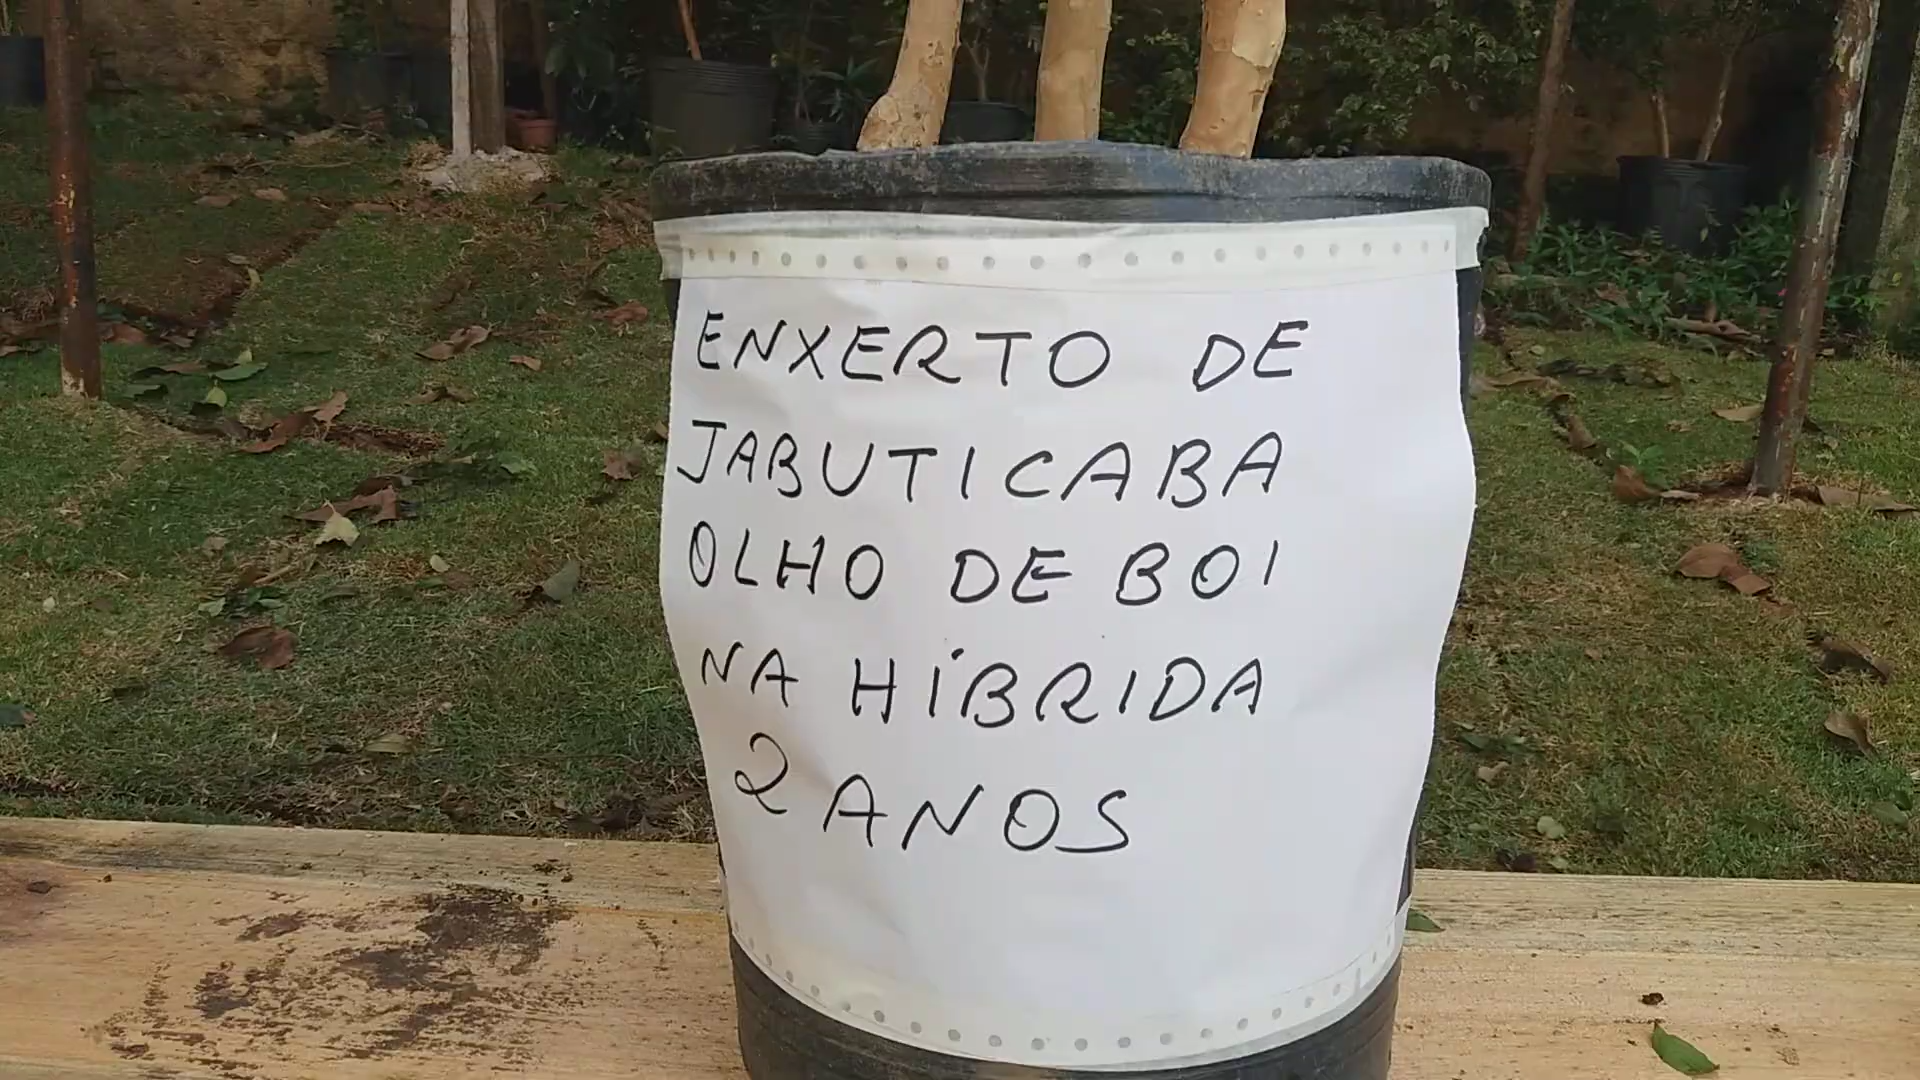 ENXERTO DE
JABUTICABA
OLHO DE BOI
NA HÍBRIDA
2 ANOS